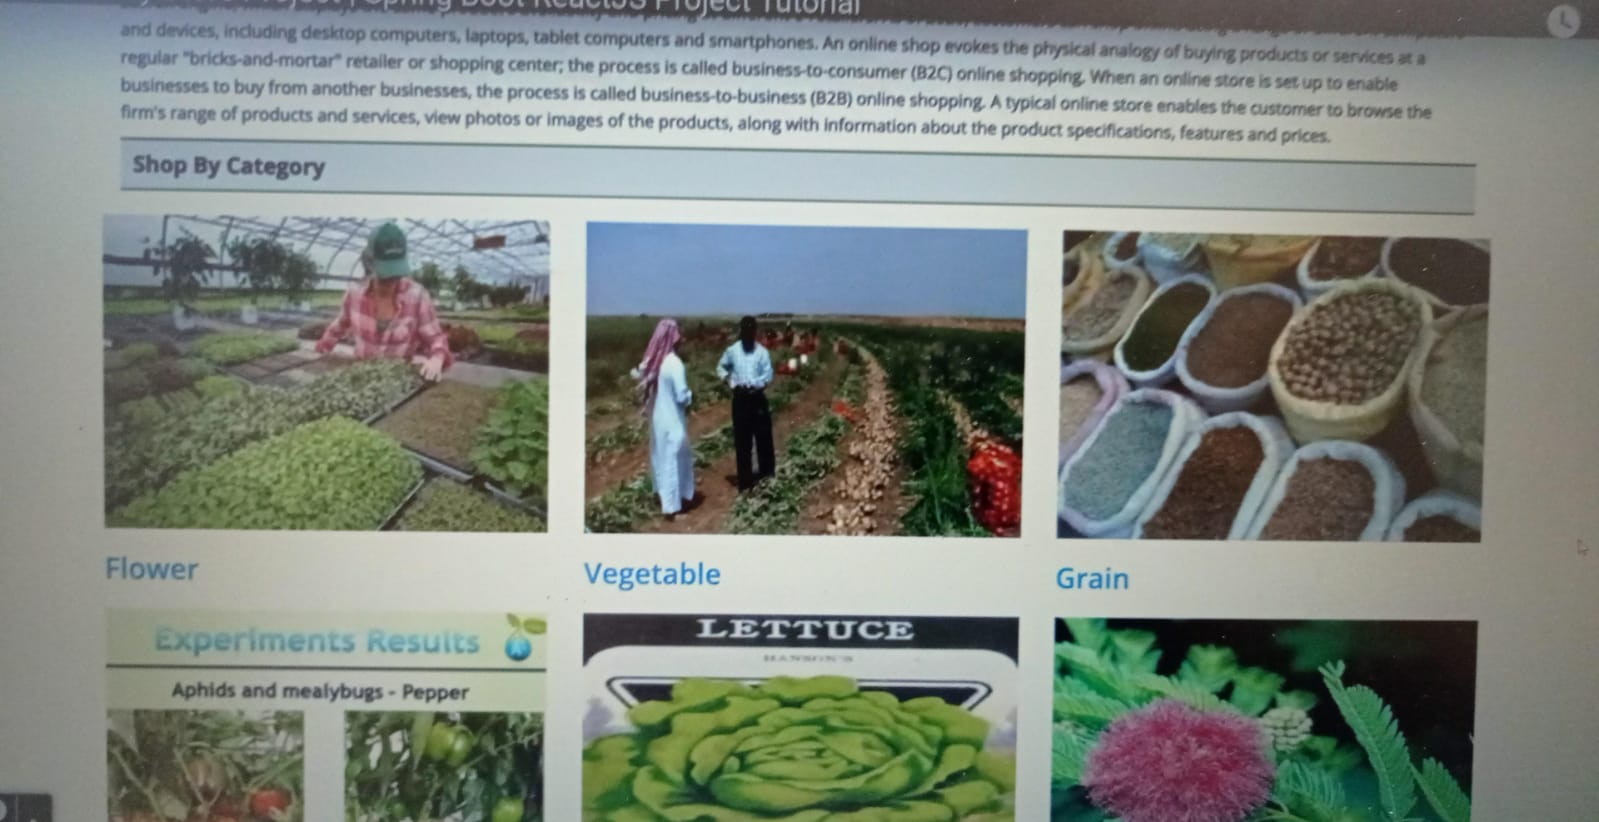 Project | Spring Boot ReactJS Project Tutorial
and devices, including desktop computers, laptops, tablet computers and smartphones. An online shop evokes the physical analogy of buying products or services at a
regular "bricks-and-mortar" retailer or shopping center; the process is called business-to-consumer (B2C) online shopping. When an online store is set up to enable
businesses to buy from another businesses, the process is called business-to-business (B2B) online shopping. A typical online store enables the customer to browse the
firm's range of products and services, view photos or images of the products, along with information about the product specifications, features and prices.
Shop By Category
Flower
Vegetable
Grain
Experiments Results
Aphids and mealybugs - Pepper
LETTUCE
HANSON'S